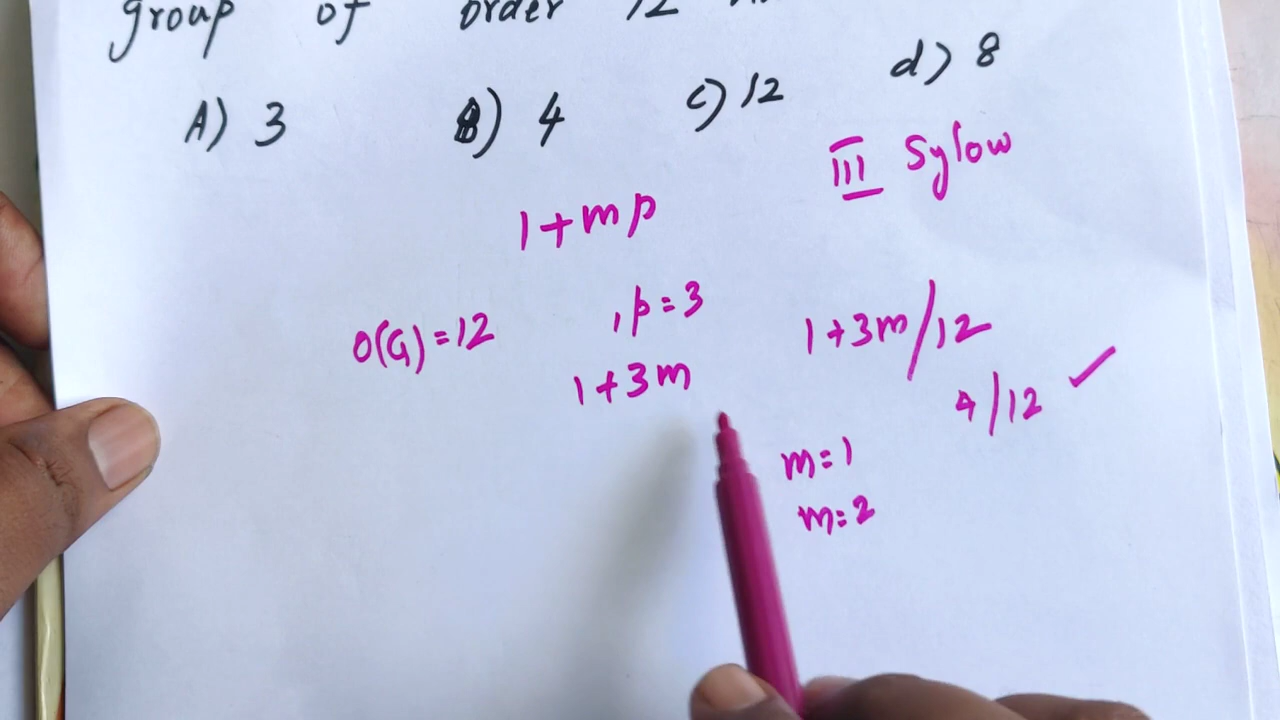 group of order 12
A) 3 B) 4 c) 12 d) 8
III Sylow
1+mp
O(G)=12 , p=3 1+3m/12
1+3m 4/12 ✓
m=1
m=2